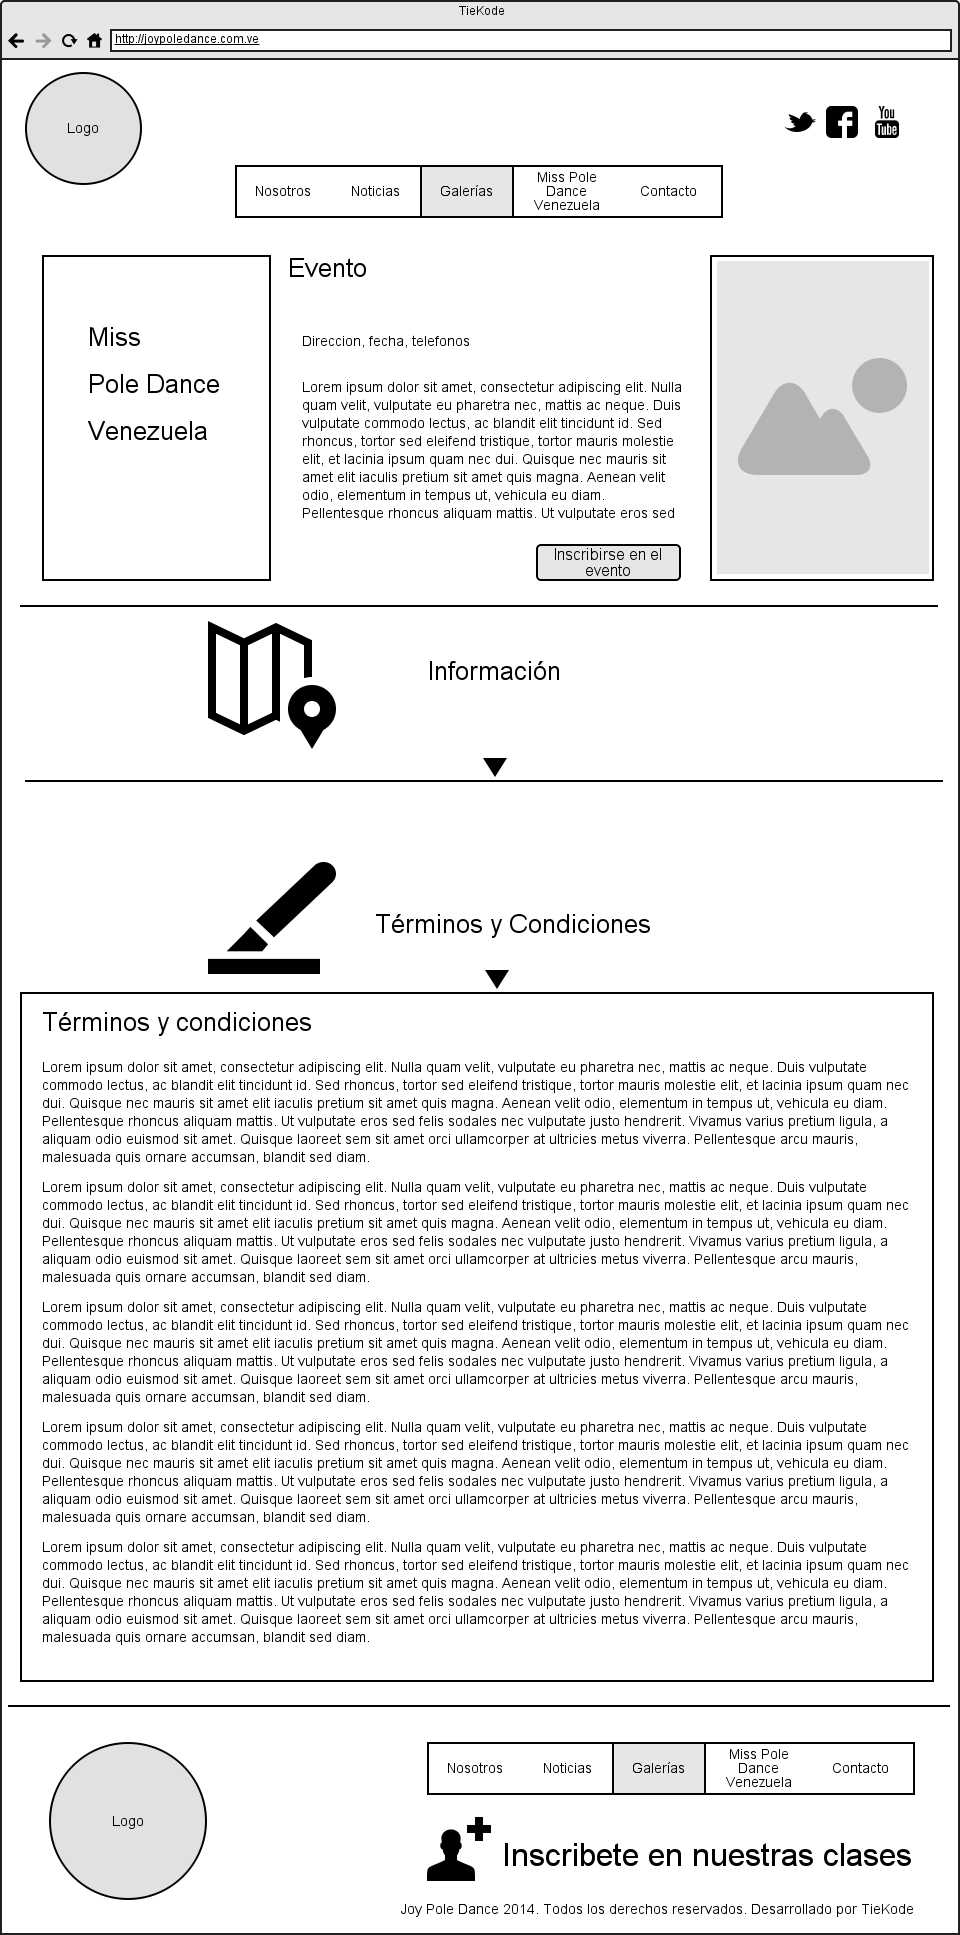 TieKode
http://joypoledance.com.ve
Logo
You
Tube
Nosotros
Noticias
Galerías
Miss Pole
Dance
Venezuela
Contacto
Miss
Pole Dance
Venezuela
Evento
Direccion, fecha, telefonos
Lorem ipsum dolor sit amet, consectetur adipiscing elit. Nulla
quam velit, vulputate eu pharetra nec, mattis ac neque. Duis
vulputate commodo lectus, ac blandit elit tincidunt id. Sed
rhoncus, tortor sed eleifend tristique, tortor mauris molestie
elit, et lacinia ipsum quam nec dui. Quisque nec mauris sit
amet elit iaculis pretium sit amet quis magna. Aenean velit
odio, elementum in tempus ut, vehicula eu diam.
Pellentesque rhoncus aliquam mattis. Ut vulputate eros sed
Inscribirse en el
evento
Información
Términos y Condiciones
Términos y condiciones
Lorem ipsum dolor sit amet, consectetur adipiscing elit. Nulla quam velit, vulputate eu pharetra nec, mattis ac neque. Duis vulputate
commodo lectus, ac blandit elit tincidunt id. Sed rhoncus, tortor sed eleifend tristique, tortor mauris molestie elit, et lacinia ipsum quam nec
dui. Quisque nec mauris sit amet elit iaculis pretium sit amet quis magna. Aenean velit odio, elementum in tempus ut, vehicula eu diam.
Pellentesque rhoncus aliquam mattis. Ut vulputate eros sed felis sodales nec vulputate justo hendrerit. Vivamus varius pretium ligula, a
aliquam odio euismod sit amet. Quisque laoreet sem sit amet orci ullamcorper at ultricies metus viverra. Pellentesque arcu mauris,
malesuada quis ornare accumsan, blandit sed diam.
Lorem ipsum dolor sit amet, consectetur adipiscing elit. Nulla quam velit, vulputate eu pharetra nec, mattis ac neque. Duis vulputate
commodo lectus, ac blandit elit tincidunt id. Sed rhoncus, tortor sed eleifend tristique, tortor mauris molestie elit, et lacinia ipsum quam nec
dui. Quisque nec mauris sit amet elit iaculis pretium sit amet quis magna. Aenean velit odio, elementum in tempus ut, vehicula eu diam.
Pellentesque rhoncus aliquam mattis. Ut vulputate eros sed felis sodales nec vulputate justo hendrerit. Vivamus varius pretium ligula, a
aliquam odio euismod sit amet. Quisque laoreet sem sit amet orci ullamcorper at ultricies metus viverra. Pellentesque arcu mauris,
malesuada quis ornare accumsan, blandit sed diam.
Lorem ipsum dolor sit amet, consectetur adipiscing elit. Nulla quam velit, vulputate eu pharetra nec, mattis ac neque. Duis vulputate
commodo lectus, ac blandit elit tincidunt id. Sed rhoncus, tortor sed eleifend tristique, tortor mauris molestie elit, et lacinia ipsum quam nec
dui. Quisque nec mauris sit amet elit iaculis pretium sit amet quis magna. Aenean velit odio, elementum in tempus ut, vehicula eu diam.
Pellentesque rhoncus aliquam mattis. Ut vulputate eros sed felis sodales nec vulputate justo hendrerit. Vivamus varius pretium ligula, a
aliquam odio euismod sit amet. Quisque laoreet sem sit amet orci ullamcorper at ultricies metus viverra. Pellentesque arcu mauris,
malesuada quis ornare accumsan, blandit sed diam.
Lorem ipsum dolor sit amet, consectetur adipiscing elit. Nulla quam velit, vulputate eu pharetra nec, mattis ac neque. Duis vulputate
commodo lectus, ac blandit elit tincidunt id. Sed rhoncus, tortor sed eleifend tristique, tortor mauris molestie elit, et lacinia ipsum quam nec
dui. Quisque nec mauris sit amet elit iaculis pretium sit amet quis magna. Aenean velit odio, elementum in tempus ut, vehicula eu diam.
Pellentesque rhoncus aliquam mattis. Ut vulputate eros sed felis sodales nec vulputate justo hendrerit. Vivamus varius pretium ligula, a
aliquam odio euismod sit amet. Quisque laoreet sem sit amet orci ullamcorper at ultricies metus viverra. Pellentesque arcu mauris,
malesuada quis ornare accumsan, blandit sed diam.
Lorem ipsum dolor sit amet, consectetur adipiscing elit. Nulla quam velit, vulputate eu pharetra nec, mattis ac neque. Duis vulputate
commodo lectus, ac blandit elit tincidunt id. Sed rhoncus, tortor sed eleifend tristique, tortor mauris molestie elit, et lacinia ipsum quam nec
dui. Quisque nec mauris sit amet elit iaculis pretium sit amet quis magna. Aenean velit odio, elementum in tempus ut, vehicula eu diam.
Pellentesque rhoncus aliquam mattis. Ut vulputate eros sed felis sodales nec vulputate justo hendrerit. Vivamus varius pretium ligula, a
aliquam odio euismod sit amet. Quisque laoreet sem sit amet orci ullamcorper at ultricies metus viverra. Pellentesque arcu mauris,
malesuada quis ornare accumsan, blandit sed diam.
Logo
Nosotros
Noticias
Galerías
Miss Pole
Dance
Venezuela
Contacto
Inscribete en nuestras clases
Joy Pole Dance 2014. Todos los derechos reservados. Desarrollado por TieKode